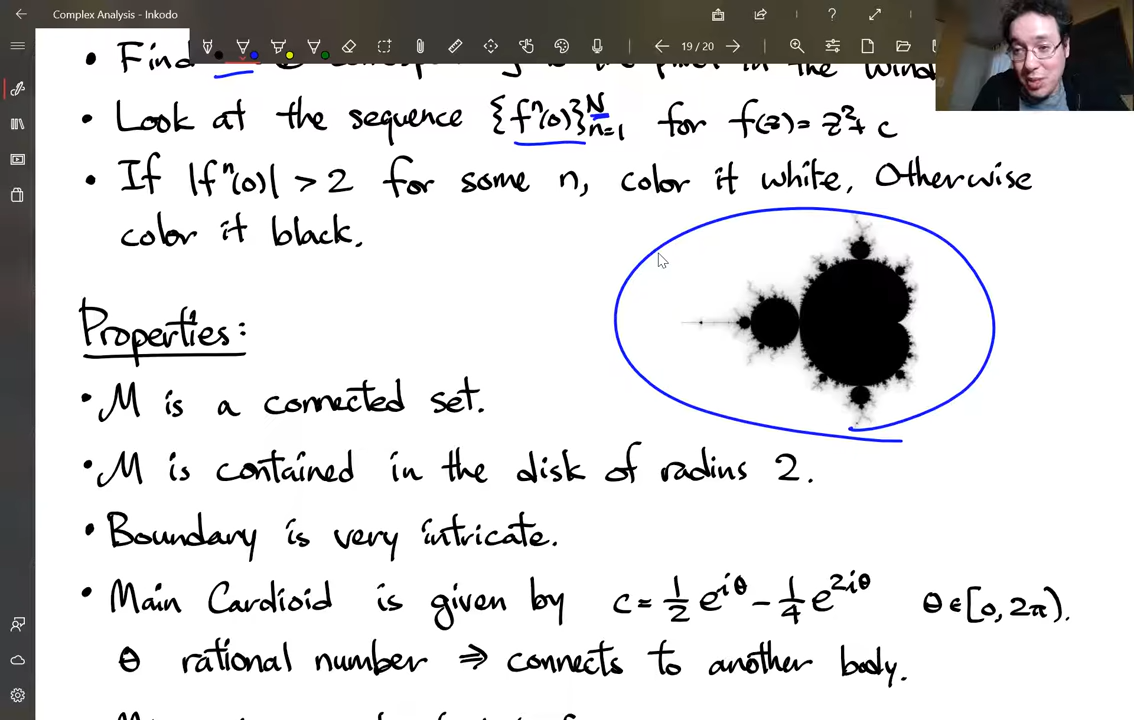 Complex Analysis - Inkodo
19 / 20
• Find
• Look at the sequence {fⁿ(0)}ᴺₙ₌₁ for f(z) = z² + c
• If |fⁿ(0)| > 2 for some n, color it white. Otherwise
color it black.
Properties:
• M is a connected set.
• M is contained in the disk of radius 2.
• Boundary is very intricate.
• Main Cardioid is given by c = 1/2 e^{iθ} - 1/4 e^{2iθ} θ ∈ [0, 2π).
θ rational number ⇒ connects to another body.